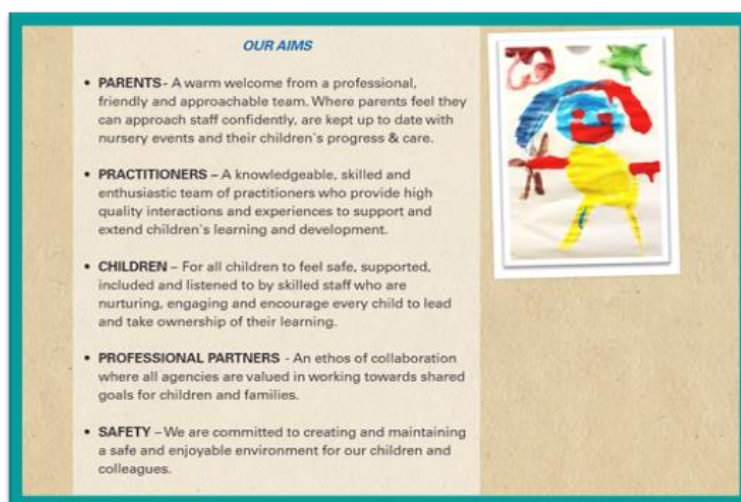 OUR AIMS
• PARENTS- A warm welcome from a professional,
friendly and approachable team. Where parents feel they
can approach staff confidently, are kept up to date with
nursery events and their children's progress & care.
• PRACTITIONERS – A knowledgeable, skilled and
enthusiastic team of practitioners who provide high
quality interactions and experiences to support and
extend children's learning and development.
• CHILDREN – For all children to feel safe, supported,
included and listened to by skilled staff who are
nurturing, engaging and encourage every child to lead
and take ownership of their learning.
• PROFESSIONAL PARTNERS - An ethos of collaboration
where all agencies are valued in working towards shared
goals for children and families.
• SAFETY – We are committed to creating and maintaining
a safe and enjoyable environment for our children and
colleagues.